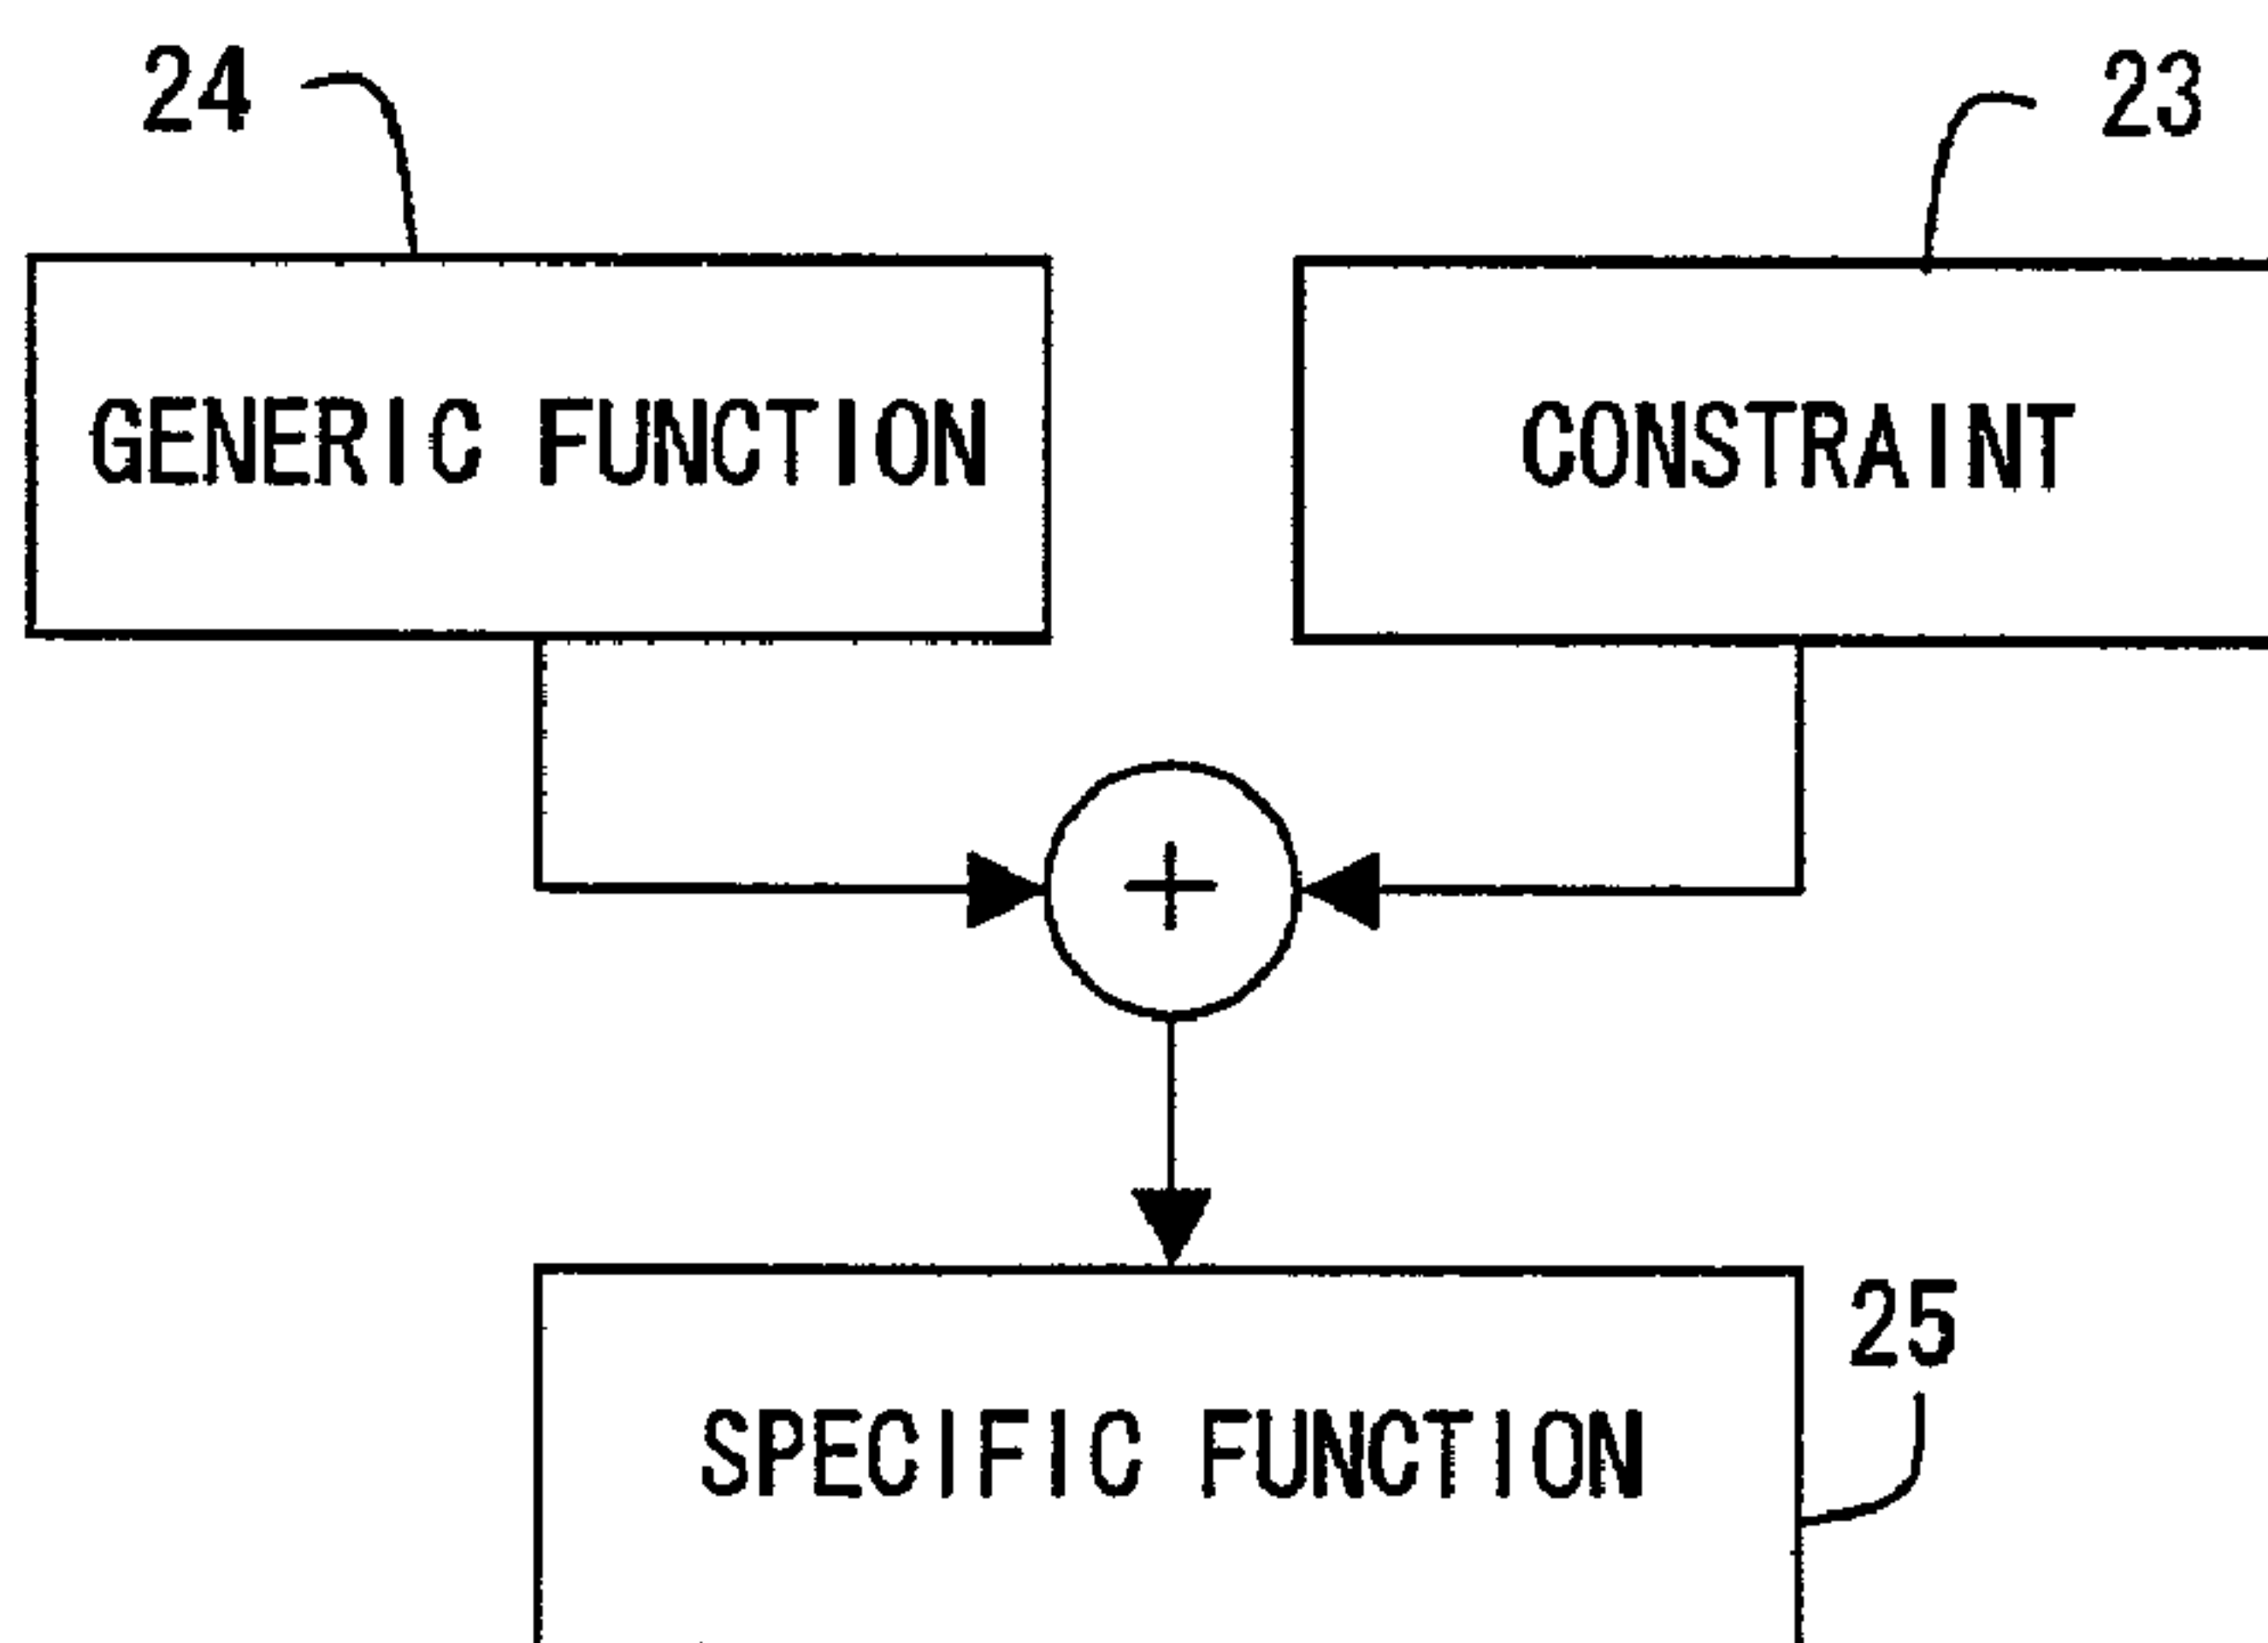 24
23
GENERIC FUNCTION
CONSTRAINT
+
25
SPECIFIC FUNCTION